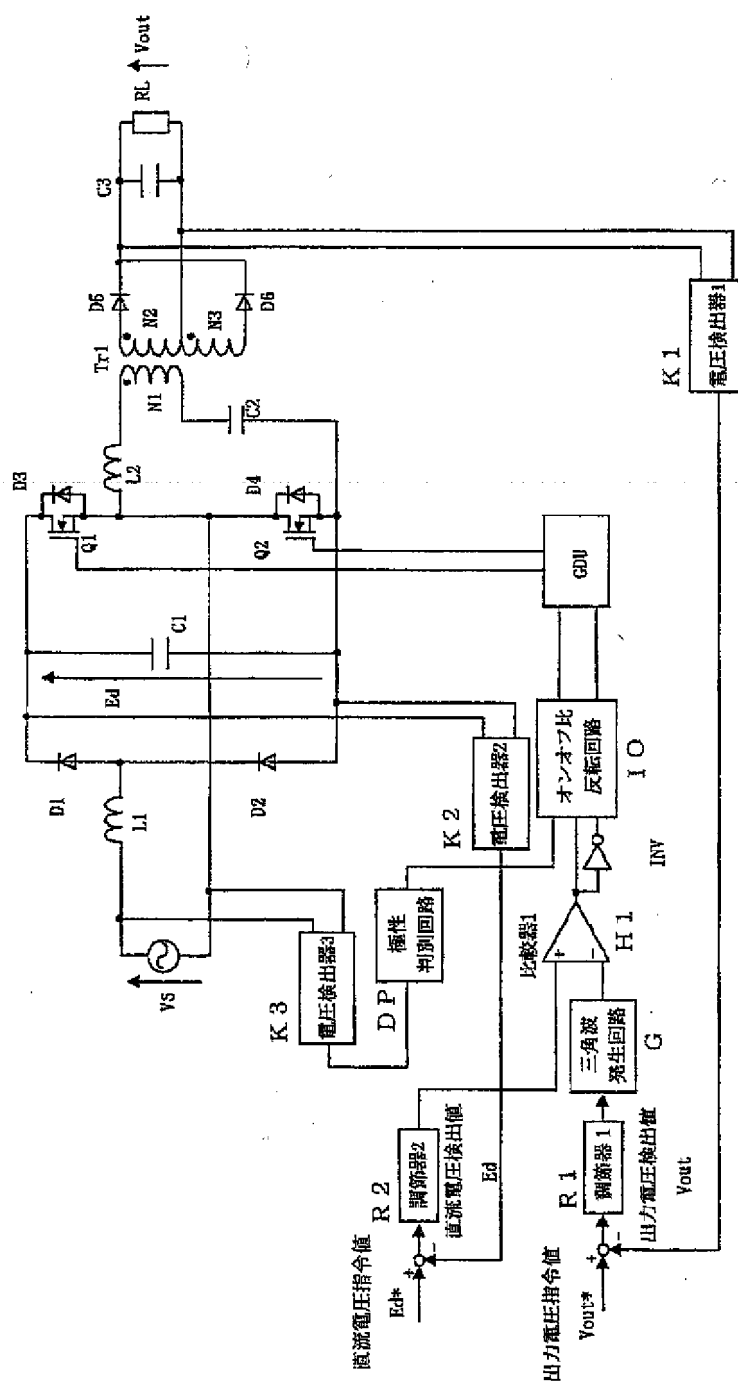 VS
L1
D1
D2
Ed
C1
Q1
D3
Q2
D4
L2
C2
Tr1
N1
N2
N3
D5
D6
C3
RL
Vout
K3
電圧検出器3
DP
極性
判別回路
K2
電圧検出器2
直流電圧指令値
Ed*
+
-
R2
調節器2
直流電圧検出値
Ed
出力電圧指令値
Vout*
+
-
R1
調節器1
出力電圧検出値
Vout
三角波
発生回路
G
比較器1
+
-
H1
INV
オンオフ比
反転回路
IO
GDU
K1
電圧検出器1